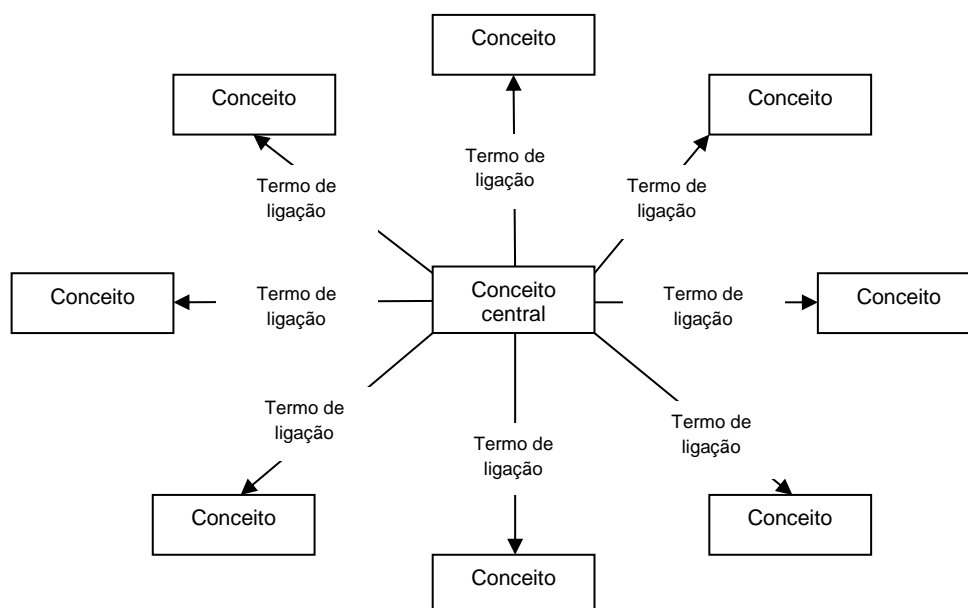 Conceito
Conceito
Conceito
Termo de
ligação
Termo de
ligação
Termo de
ligação
Conceito
Termo de
ligação
Conceito
central
Termo de
ligação
Conceito
Termo de
ligação
Termo de
ligação
Termo de
ligação
Conceito
Conceito
Conceito